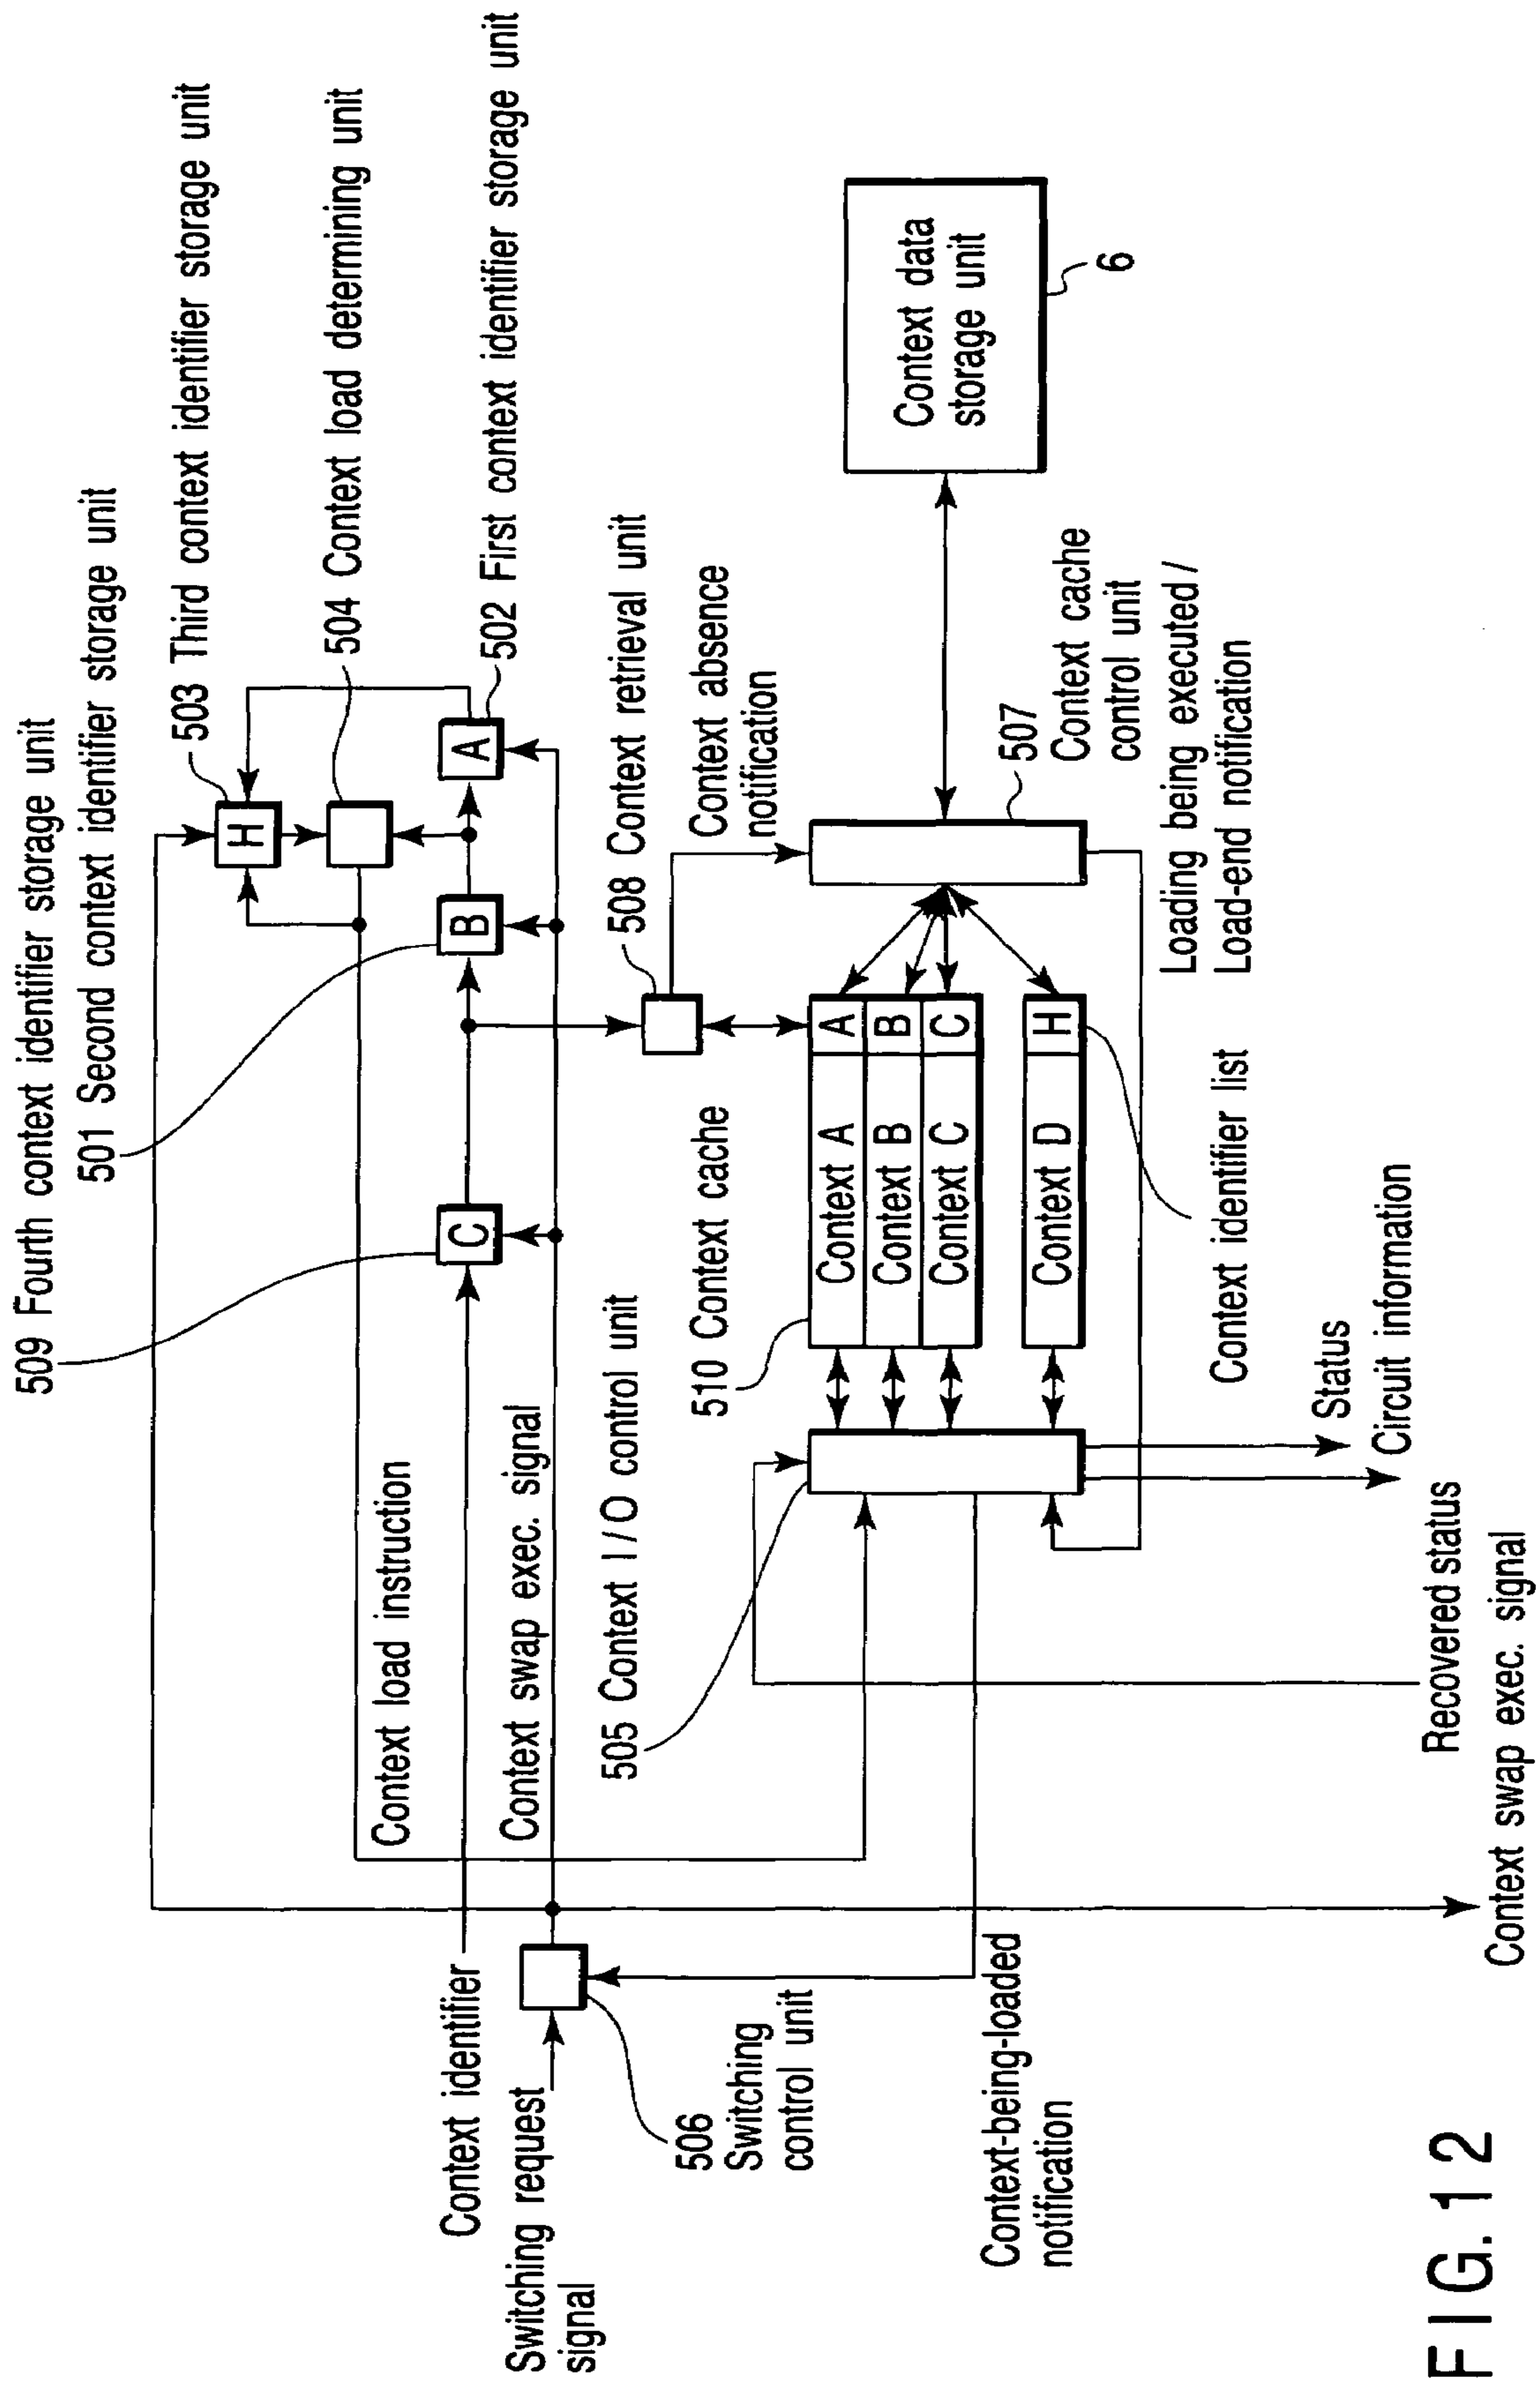 509 Fourth context identifier storage unit
501 Second context identifier storage unit
503 Third context identifier storage unit
504 Context load determining unit
502 First context identifier storage unit
H
C
B
A
Context load instruction
Context identifier
Context swap exec. signal
Switching request
signal
506
Switching
control unit
505 Context I/O control unit
508 Context retrieval unit
510 Context cache
Context absence
notification
Context A
A
Context B
B
Context C
C
Context D
H
Context data
storage unit
6
507
Context cache
control unit
Context-being-loaded
notification
Loading being executed /
Load-end notification
Context identifier list
Status
Circuit information
Recovered status
Context swap exec. signal
FIG. 12